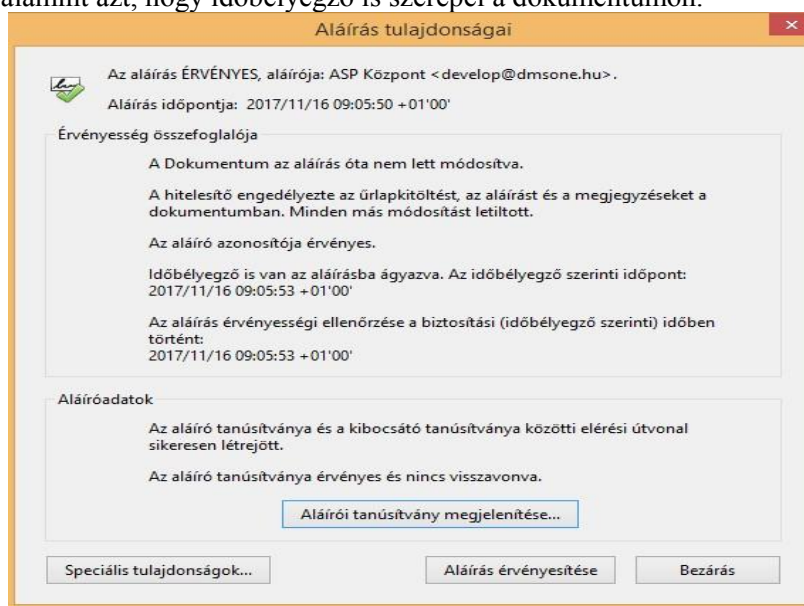 valamint azt, hogy időbélyegző is szerepel a dokumentumon.
Aláírás tulajdonságai
Az aláírás ÉRVÉNYES, aláírója: ASP Központ <develop@dmsone.hu>.
Aláírás időpontja: 2017/11/16 09:05:50 +01'00'
Érvényesség összefoglalója
A Dokumentum az aláírás óta nem lett módosítva.
A hitelesítő engedélyezte az űrlapkitöltést, az aláírást és a megjegyzéseket a
dokumentumban. Minden más módosítást letiltott.
Az aláíró azonosítója érvényes.
Időbélyegző is van az aláírásba ágyazva. Az időbélyegző szerinti időpont:
2017/11/16 09:05:53 +01'00'
Az aláírás érvényességi ellenőrzése a biztosítási (időbélyegző szerinti) időben
történt:
2017/11/16 09:05:53 +01'00'
Aláíróadatok
Az aláíró tanúsítványa és a kibocsátó tanúsítványa közötti elérési útvonal
sikeresen létrejött.
Az aláíró tanúsítványa érvényes és nincs visszavonva.
Aláírói tanúsítvány megjelenítése...
Speciális tulajdonságok...
Aláírás érvényesítése
Bezárás